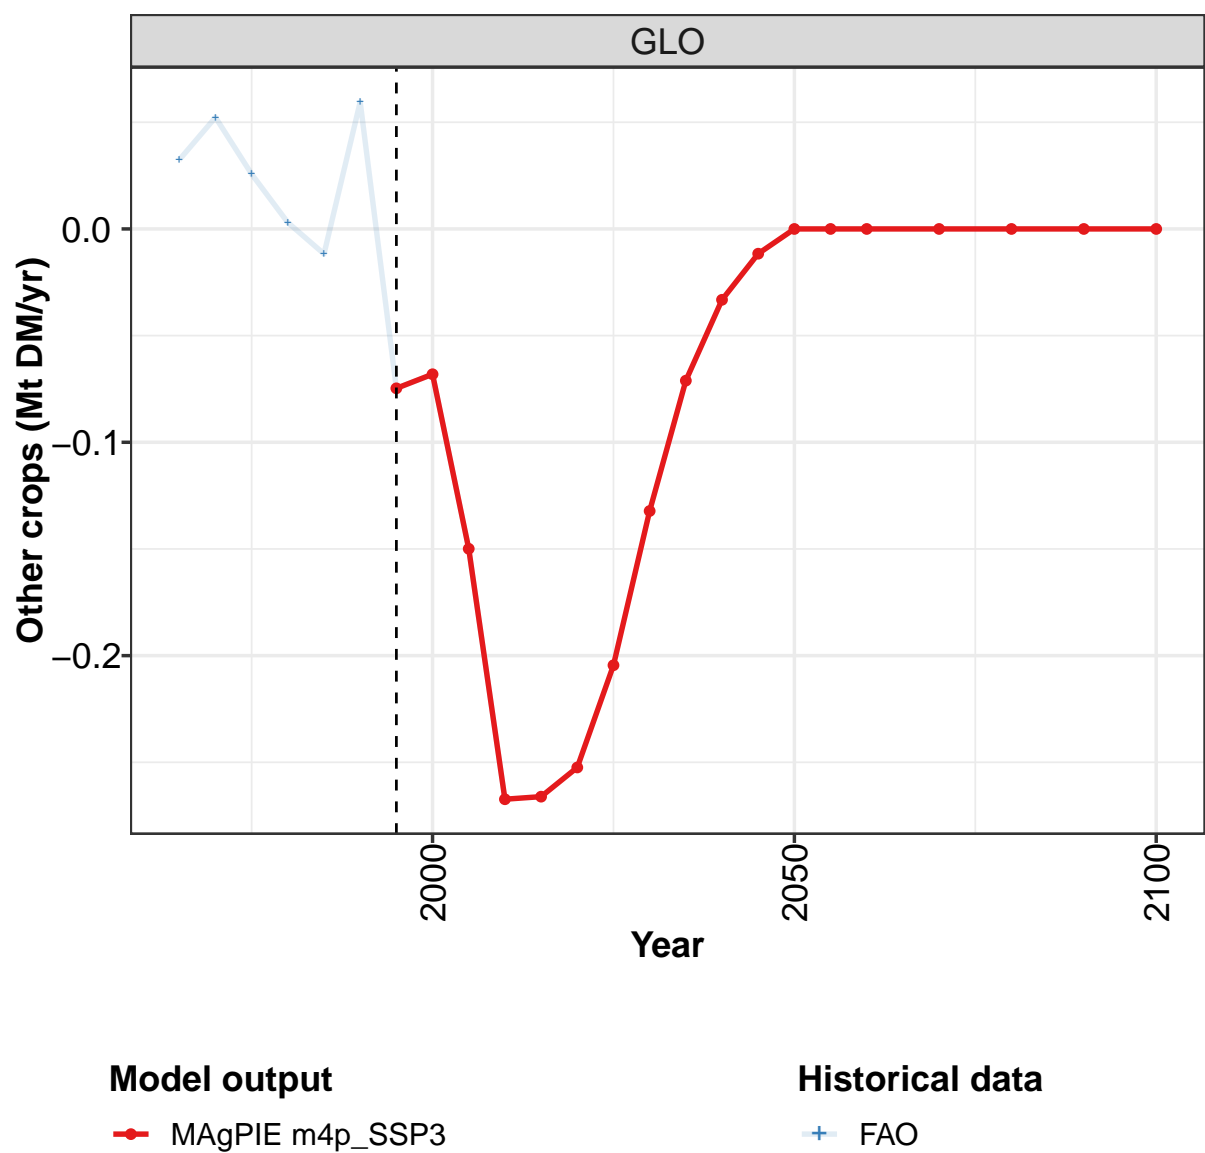 GLO
Other crops (Mt DM/yr)
0.0
−0.1
−0.2
2000
2050
2100
Year
Model output
MAgPIE m4p_SSP3
Historical data
FAO